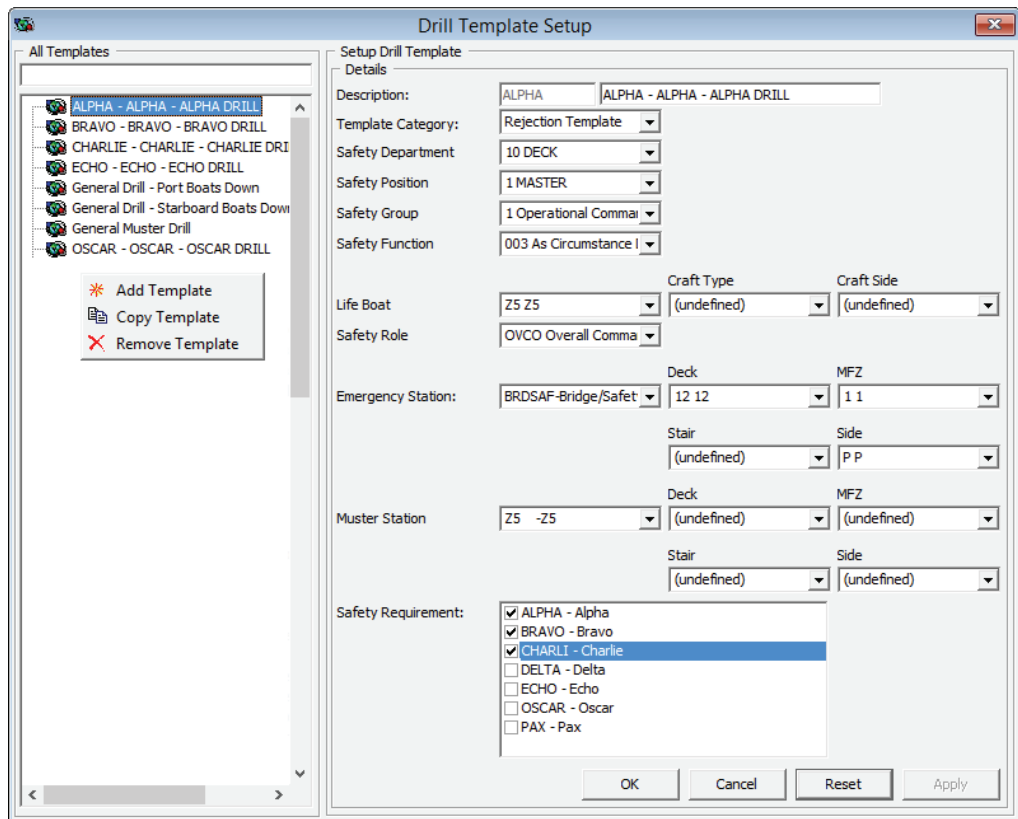 Drill Template Setup
All Templates
ALPHA - ALPHA - ALPHA DRILL
BRAVO - BRAVO - BRAVO DRILL
CHARLIE - CHARLIE - CHARLIE DRI
ECHO - ECHO - ECHO DRILL
General Drill - Port Boats Down
General Drill - Starboard Boats Down
General Muster Drill
OSCAR - OSCAR - OSCAR DRILL
Add Template
Copy Template
Remove Template
Setup Drill Template
Details
Description: ALPHA ALPHA - ALPHA - ALPHA DRILL
Template Category: Rejection Template
Safety Department 10 DECK
Safety Position 1 MASTER
Safety Group 1 Operational Comma
Safety Function 003 As Circumstance
Craft Type Craft Side
Life Boat Z5 Z5 (undefined) (undefined)
Safety Role OVCO Overall Comma
Deck MFZ
Emergency Station: BRDSAF-Bridge/Safet 12 12 1 1
Stair Side
(undefined) P P
Deck MFZ
Muster Station Z5 -Z5 (undefined) (undefined)
Stair Side
(undefined) (undefined)
Safety Requirement: ALPHA - Alpha
BRAVO - Bravo
CHARLI - Charlie
DELTA - Delta
ECHO - Echo
OSCAR - Oscar
PAX - Pax
OK Cancel Reset Apply